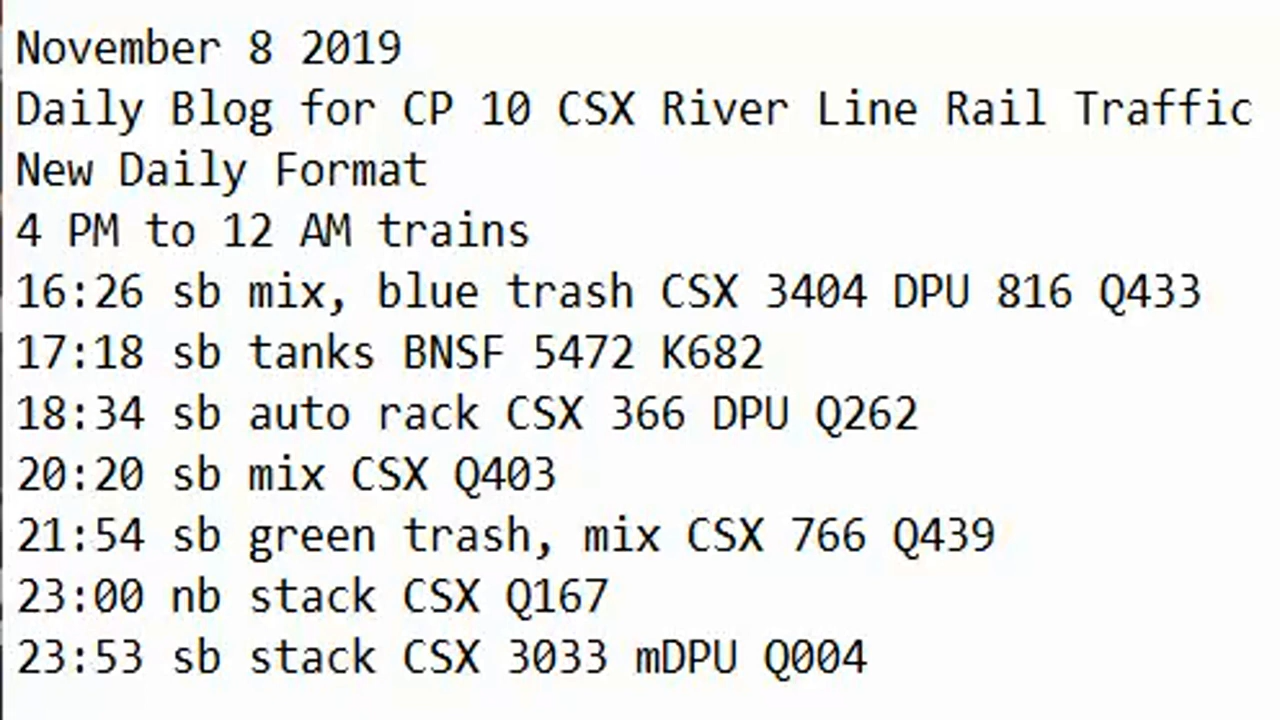 November 8 2019
Daily Blog for CP 10 CSX River Line Rail Traffic
New Daily Format
4 PM to 12 AM trains
16:26 sb mix, blue trash CSX 3404 DPU 816 Q433
17:18 sb tanks BNSF 5472 K682
18:34 sb auto rack CSX 366 DPU Q262
20:20 sb mix CSX Q403
21:54 sb green trash, mix CSX 766 Q439
23:00 nb stack CSX Q167
23:53 sb stack CSX 3033 mDPU Q004